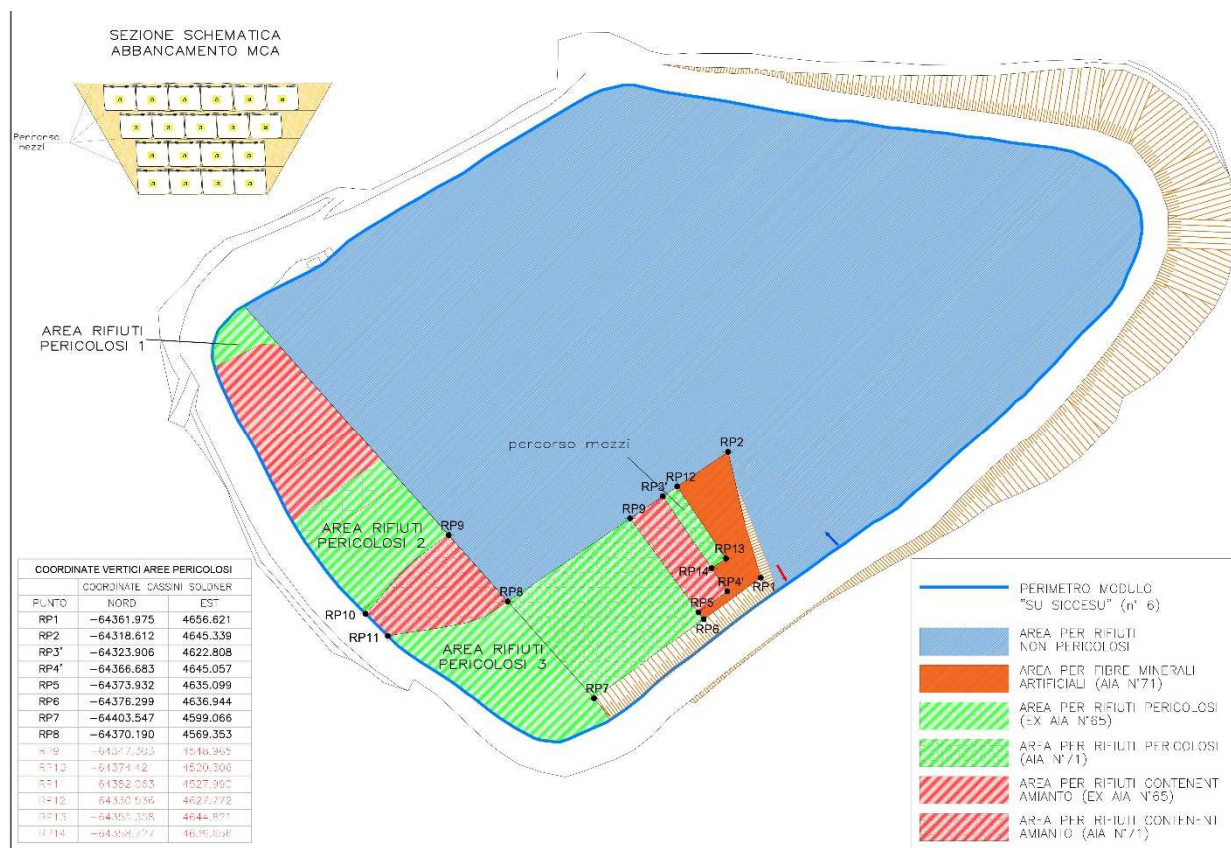 SEZIONE SCHEMATICA
ABBANCAMENTO MCA
Percorso
mezzi
AREA RIFIUTI
PERICOLOSI 1
percorso mezzi
RP2
RP12
RP3'
RP9
AREA RIFIUTI
PERICOLOSI 2
RP9
RP13
RP14
RP4'
RP1
RP5
RP6
RP8
RP10
RP11
AREA RIFIUTI
PERICOLOSI 3
RP7
COORDINATE VERTICI AREE PERICOLOSI
COORDINATE CASSINI SOLDNER
PUNTO NORD EST
RP1 -64361.975 4656.621
RP2 -64318.612 4645.339
RP3' -64323.906 4622.808
RP4' -64366.683 4645.057
RP5 -64373.932 4635.099
RP6 -64376.299 4636.944
RP7 -64403.547 4599.066
RP8 -64370.190 4569.353
RP9
RP10
RP11
RP12
RP13
RP14
PERIMETRO MODULO
"SU SICCESU" (n° 6)
AREA PER RIFIUTI
NON PERICOLOSI
AREA PER FIBRE MINERALI
ARTIFICIALI (AIA N°71)
AREA PER RIFIUTI PERICOLOSI
(EX AIA N°65)
AREA PER RIFIUTI PERICOLOSI
(AIA N°71)
AREA PER RIFIUTI CONTENENT
AMIANTO (EX AIA N°65)
AREA PER RIFIUTI CONTENENT
AMIANTO (AIA N°71)